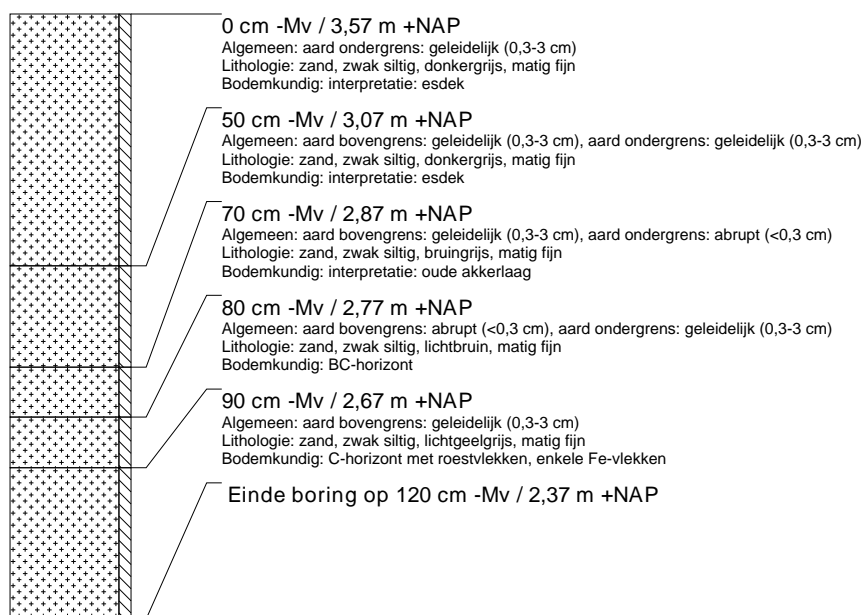 0 cm -Mv / 3,57 m +NAP
Algemeen: aard ondergrens: geleidelijk (0,3-3 cm)
Lithologie: zand, zwak siltig, donkergrijs, matig fijn
Bodemkundig: interpretatie: esdek
50 cm -Mv / 3,07 m +NAP
Algemeen: aard bovengrens: geleidelijk (0,3-3 cm), aard ondergrens: geleidelijk (0,3-3 cm)
Lithologie: zand, zwak siltig, donkergrijs, matig fijn
Bodemkundig: interpretatie: esdek
70 cm -Mv / 2,87 m +NAP
Algemeen: aard bovengrens: geleidelijk (0,3-3 cm), aard ondergrens: abrupt (<0,3 cm)
Lithologie: zand, zwak siltig, bruingrijs, matig fijn
Bodemkundig: interpretatie: oude akkerlaag
80 cm -Mv / 2,77 m +NAP
Algemeen: aard bovengrens: abrupt (<0,3 cm), aard ondergrens: geleidelijk (0,3-3 cm)
Lithologie: zand, zwak siltig, lichtbruin, matig fijn
Bodemkundig: BC-horizont
90 cm -Mv / 2,67 m +NAP
Algemeen: aard bovengrens: geleidelijk (0,3-3 cm)
Lithologie: zand, zwak siltig, lichtgeelgrijs, matig fijn
Bodemkundig: C-horizont met roestvlekken, enkele Fe-vlekken
Einde boring op 120 cm -Mv / 2,37 m +NAP